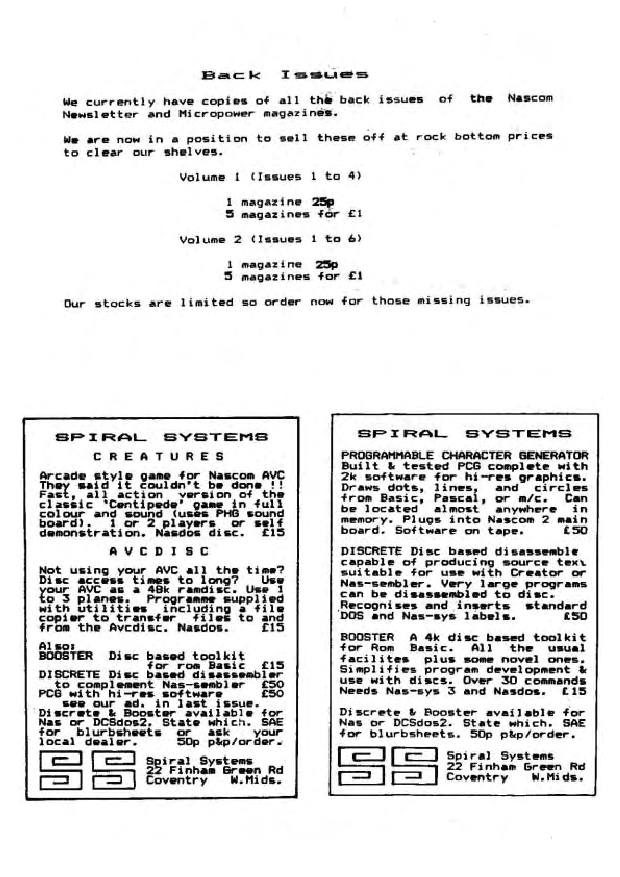 Back Issues
We currently have copies of all the back issues of the Nascom
Newsletter and Micropower magazines.
We are now in a position to sell these off at rock bottom prices
to clear our shelves.
Volume 1 (Issues 1 to 4)
1 magazine 25p
5 magazines for £1
Volume 2 (Issues 1 to 6)
1 magazine 25p
5 magazines for £1
Our stocks are limited so order now for those missing issues.
SPIRAL SYSTEMS
C R E A T U R E S
Arcade style game for Nascom AVC
They said it couldn't be done !!
Fast, all action version of the
classic 'Centipede' game in full
colour and sound (uses PHG sound
board). 1 or 2 players or self
demonstration. Nasdos disc. £15
A V C D I S C
Not using your AVC all the time?
Disc access times to long? Use
your AVC as a 48k ramdisc. Use 1
to 3 planes. Programme supplied
with utilities including a file
copier to transfer files to and
from the Avcdisc. Nasdos. £15
Also:
BOOSTER Disc based toolkit
for rom Basic £15
DISCRETE Disc based disassembler
to complement Nas-sembler £50
PCG with hi-res software £50
see our ad. in last issue.
Discrete & Booster available for
Nas or DCSdos2. State which. SAE
for blurbsheets or ask your
local dealer. 50p p&p/order.
Spiral Systems
22 Finham Green Rd
Coventry W.Mids.
SPIRAL SYSTEMS
PROGRAMMABLE CHARACTER GENERATOR
Built & tested PCG complete with
2k software for hi-res graphics.
Draws dots, lines, and circles
from Basic, Pascal, or m/c. Can
be located almost anywhere in
memory. Plugs into Nascom 2 main
board. Software on tape. £50
DISCRETE Disc based disassemble
capable of producing source text
suitable for use with Creator or
Nas-sembler. Very large programs
can be disassembled to disc.
Recognises and inserts standard
DOS and Nas-sys labels. £50
BOOSTER A 4k disc based toolkit
for Rom Basic. All the usual
facilites plus some novel ones.
Simplifies program development &
use with discs. Over 30 commands
Needs Nas-sys 3 and Nasdos. £15
Discrete & Booster available for
Nas or DCSdos2. State which. SAE
for blurbsheets. 50p p&p/order.
Spiral Systems
22 Finham Green Rd
Coventry W.Mids.